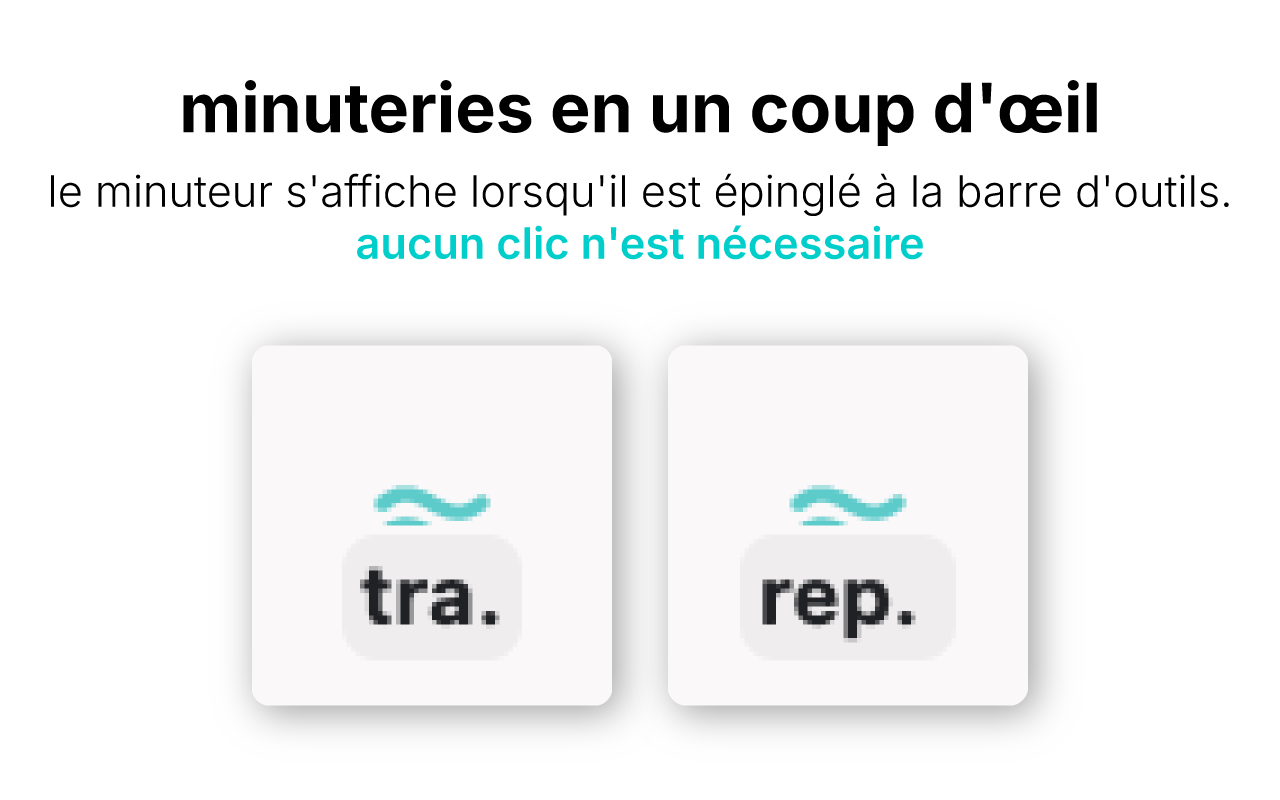 minuteries en un coup d'œil
le minuteur s'affiche lorsqu'il est épinglé à la barre d'outils.
aucun clic n'est nécessaire
tra.
rep.